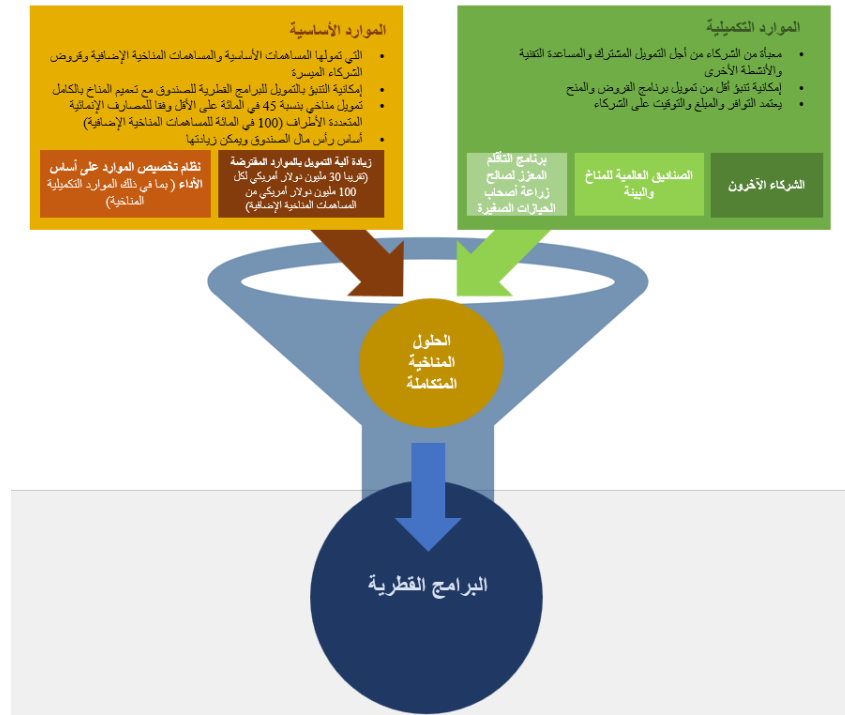 الموارد التكميلية
معبأة من الشركاء من أجل التمويل المشترك والمساعدة التقنية
والأنشطة الأخرى
إمكانية تنبؤ أقل من تمويل برنامج القروض والمنح
يعتمد التوافر والمبلغ والتوقيت على الشركاء
الشركاء الآخرون
الصناديق العالمية للمناخ
والبيئة
برنامج التأقلم
المعزز لصالح
زراعة أصحاب
الحيازات الصغيرة
الموارد الأساسية
التي تمولها المساهمات الأساسية والمساهمات المناخية الإضافية وقروض
الشركاء الميسرة
إمكانية التنبؤ بالتمويل للبرامج القطرية للصندوق مع تعميم المناخ بالكامل
تمويل مناخي بنسبة 45 في المائة على الأقل وفقا للمصارف الإنمائية
المتعددة الأطراف (100 في المائة للمساهمات المناخية الإضافية)
أساس رأس مال الصندوق ويمكن زيادتها
زيادة آلية التمويل بالموارد المقترضة
(تقريبا 30 مليون دولار أمريكي لكل
100 مليون دولار أمريكي من
المساهمات المناخية الإضافية)
نظام تخصيص الموارد على أساس
الأداء ( بما في ذلك الموارد التكميلية
المناخية)
الحلول
المناخية
المتكاملة
البرامج القطرية